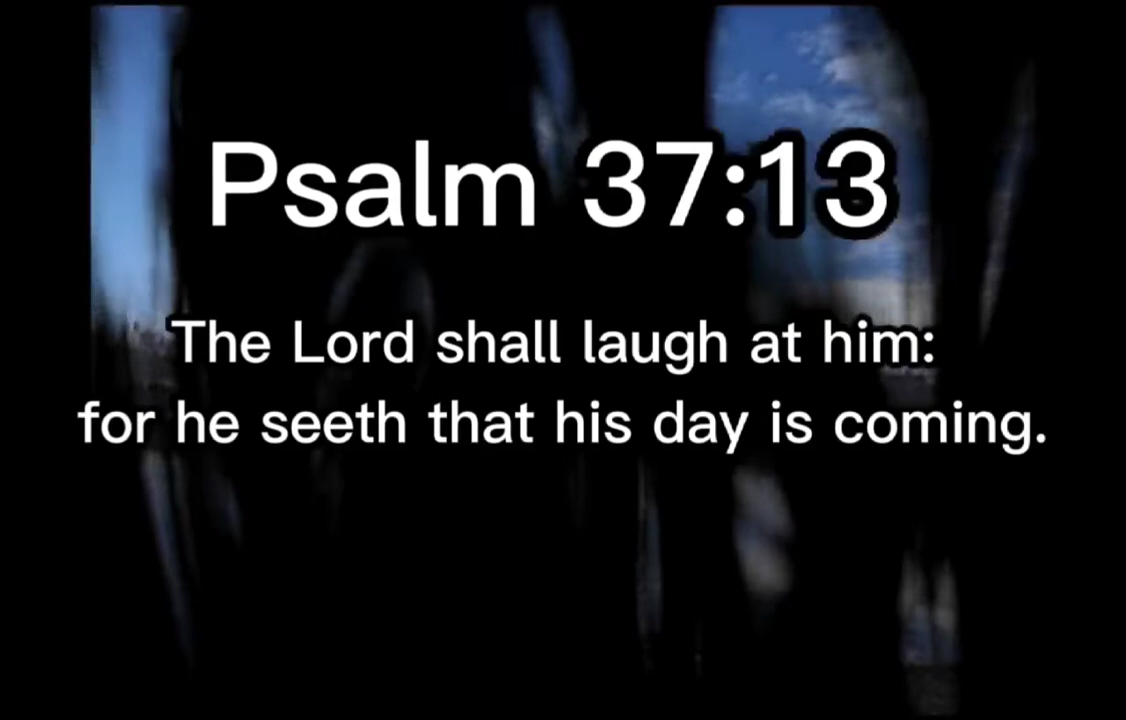 Psalm 37:13
The Lord shall laugh at him:
for he seeth that his day is coming.